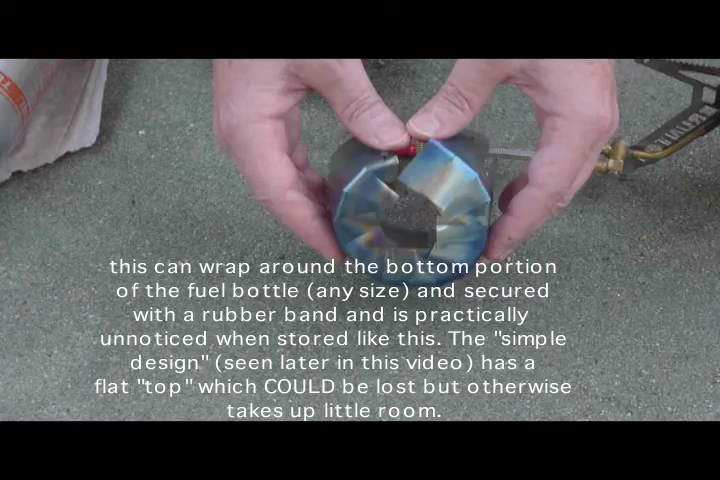 this can wrap around the bottom portion
of the fuel bottle (any size) and secured
with a rubber band and is practically
unnoticed when stored like this. The "simple
design" (seen later in this video) has a
flat "top" which COULD be lost but otherwise
takes up little room.